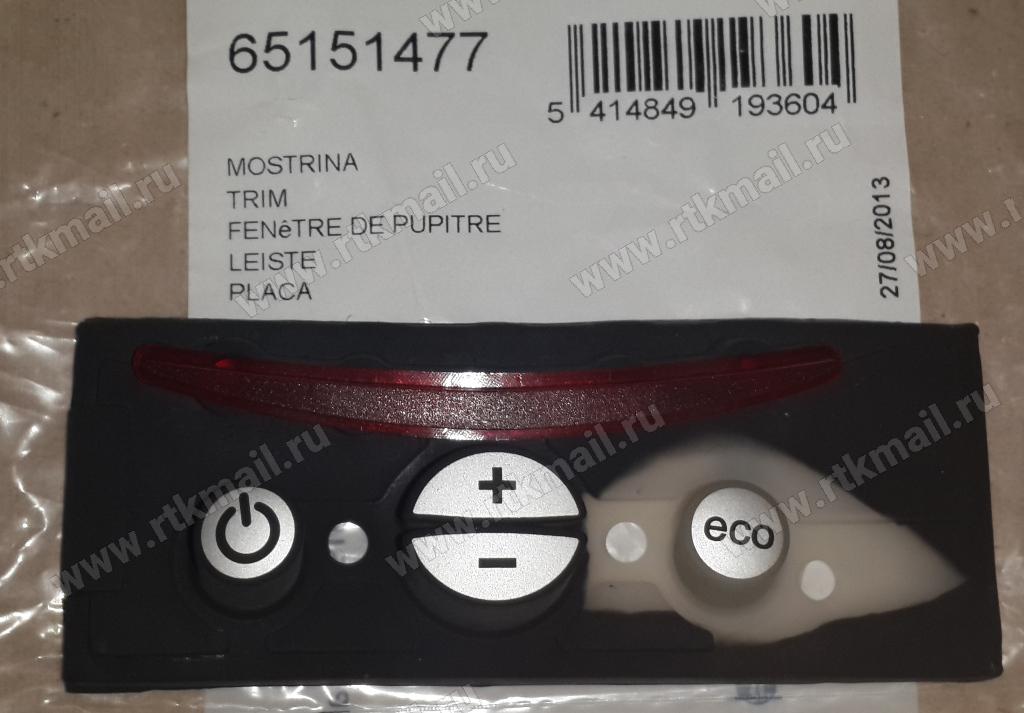 65151477
5 414849 193604
MOSTRINA
TRIM
FENêTRE DE PUPITRE
LEISTE
PLACA
27/08/2013
+
−
eco
www.rtkmail.ru